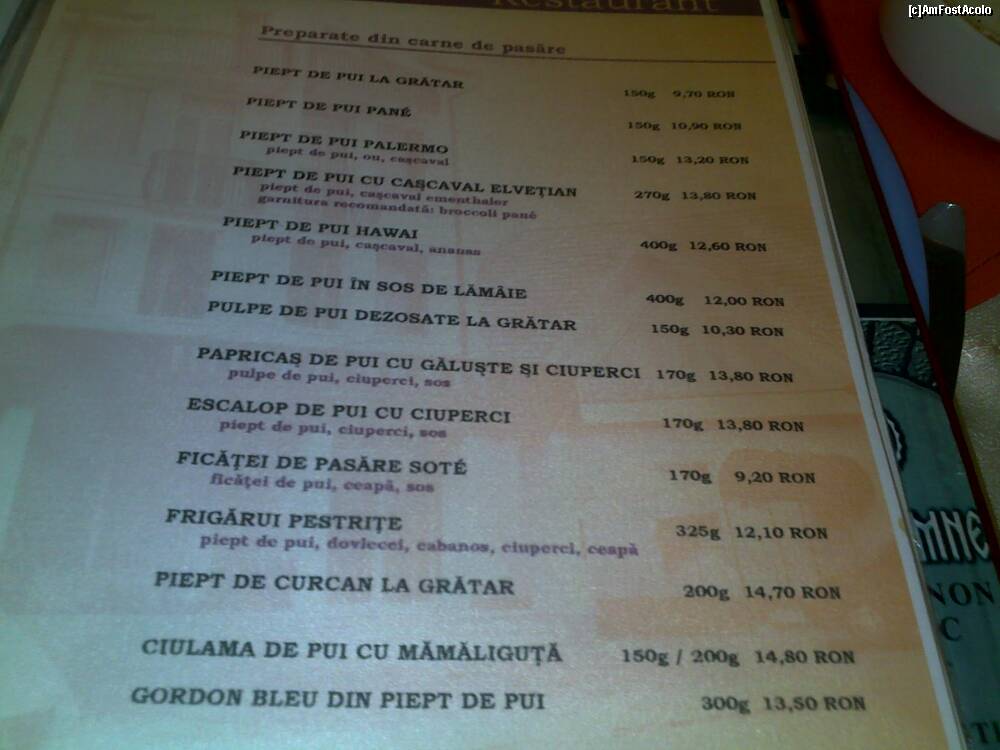 [c]AmFostAcolo
Restaurant
Preparate din carne de pasăre
PIEPT DE PUI LA GRĂTAR 150g 9,70 RON
PIEPT DE PUI PANÉ 150g 10,90 RON
PIEPT DE PUI PALERMO 150g 13,20 RON
piept de pui, ou, cașcaval
PIEPT DE PUI CU CAȘCAVAL ELVEȚIAN 270g 13,80 RON
piept de pui, cașcaval ementhaler
garnitura recomandată: broccoli pané
PIEPT DE PUI HAWAI 400g 12,60 RON
piept de pui, cașcaval, ananas
PIEPT DE PUI ÎN SOS DE LĂMÂIE 400g 12,00 RON
PULPE DE PUI DEZOSATE LA GRĂTAR 150g 10,30 RON
PAPRICAȘ DE PUI CU GĂLUȘTE ȘI CIUPERCI 170g 13,80 RON
pulpe de pui, ciuperci, sos
ESCALOP DE PUI CU CIUPERCI 170g 13,80 RON
piept de pui, ciuperci, sos
FICĂȚEI DE PASĂRE SOTÉ 170g 9,20 RON
ficăței de pui, ceapă, sos
FRIGĂRUI PESTRIȚE 325g 12,10 RON
piept de pui, dovlecei, cabanos, ciuperci, ceapă
PIEPT DE CURCAN LA GRĂTAR 200g 14,70 RON
CIULAMA DE PUI CU MĂMĂLIGUȚĂ 150g / 200g 14,80 RON
GORDON BLEU DIN PIEPT DE PUI 300g 13,50 RON
MNE
NON
C